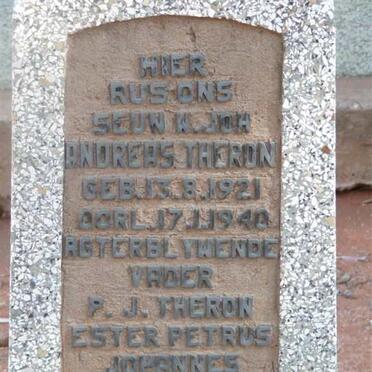 HIER
RUS ONS
SEUN N. JOH
ANDREAS THERON
GEB. 13.8.1921
OORL. 17.1.1940
AGTERBLYWENDE
VADER
P. J. THERON
ESTER PETRUS
JOHANNES